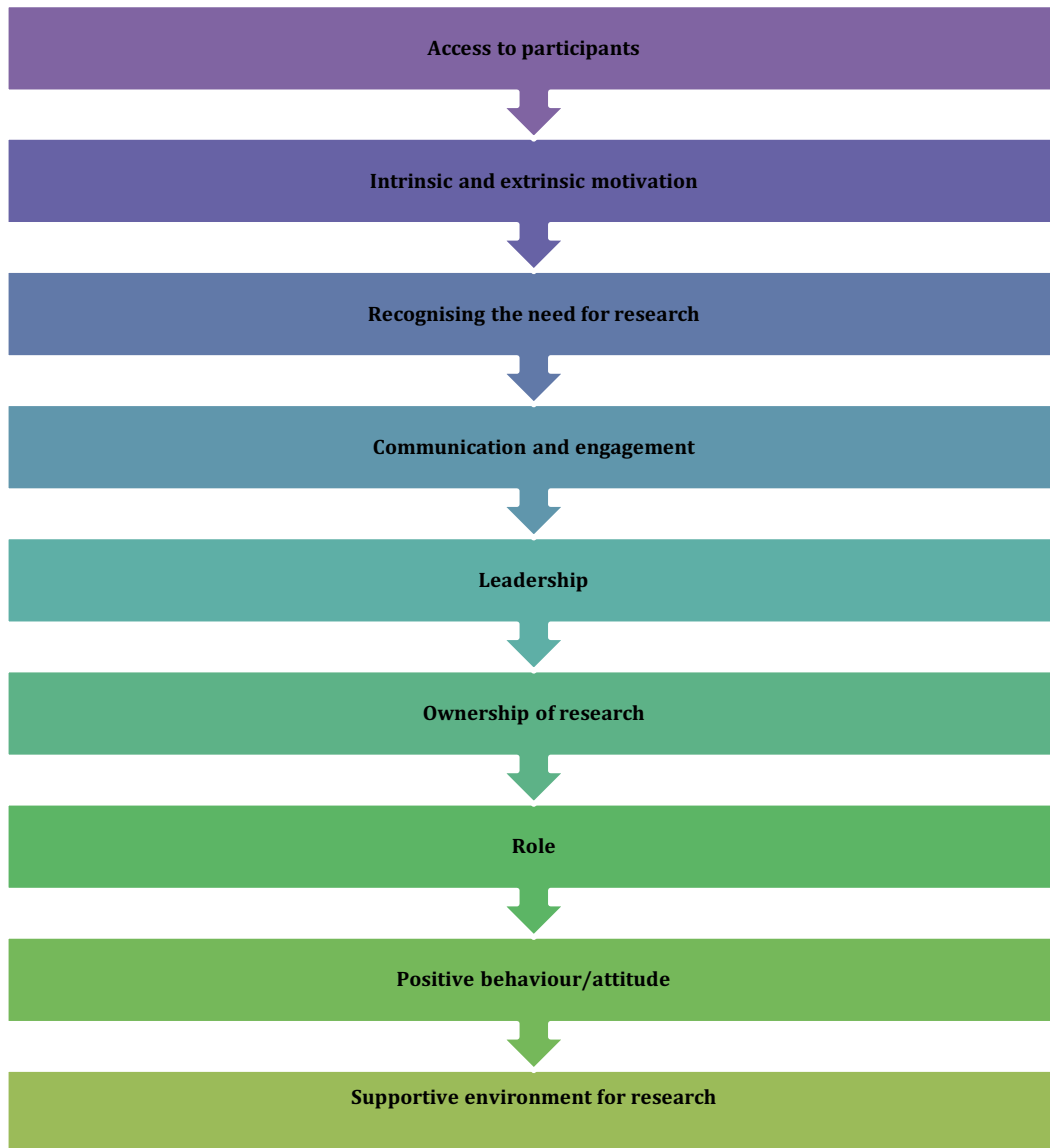 Access to participants
Intrinsic and extrinsic motivation
Recognising the need for research
Communication and engagement
Leadership
Ownership of research
Role
Positive behaviour/attitude
Supportive environment for research